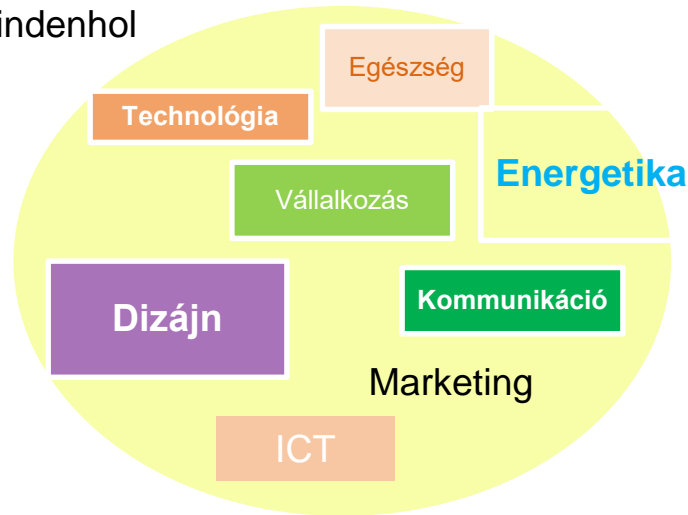 indenhol
Egészség
Technológia
Energetika
Vállalkozás
Dizájn
Kommunikáció
Marketing
ICT